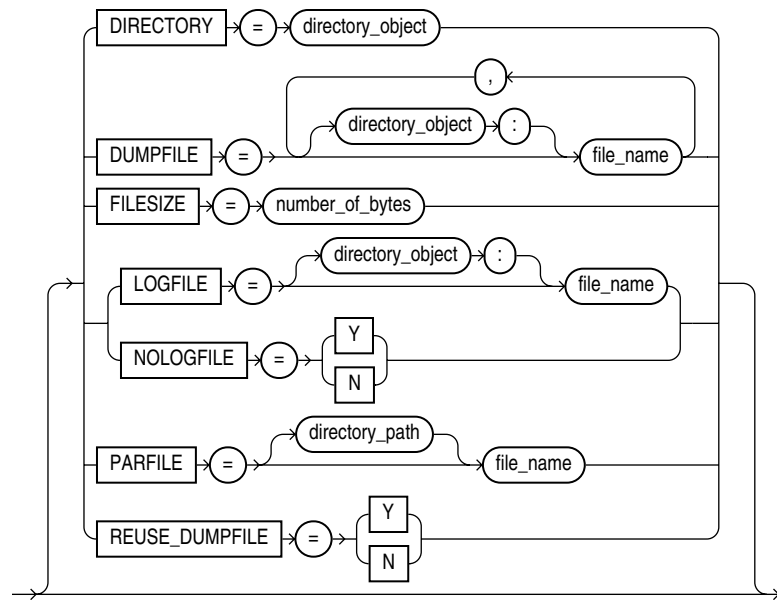 DIRECTORY = directory_object
,
directory_object :
DUMPFILE = file_name
FILESIZE = number_of_bytes
directory_object :
LOGFILE = file_name
Y
NOLOGFILE =
N
directory_path
PARFILE = file_name
Y
REUSE_DUMPFILE =
N